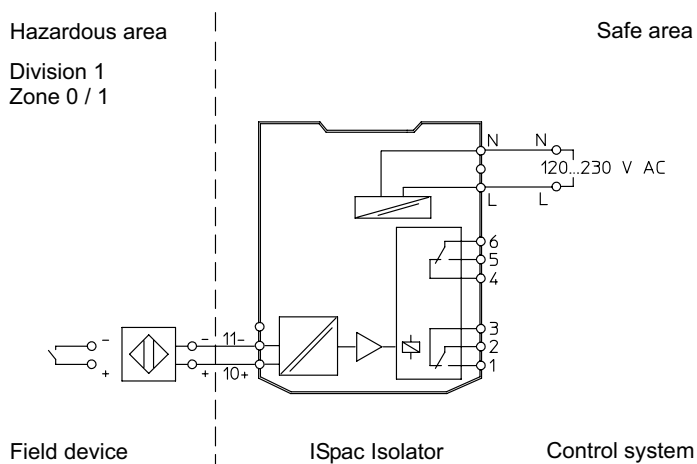 Hazardous area
Safe area
Division 1
Zone 0 / 1
N N
120...230 V AC
L L
6
5
4
3
- - 11-
2
+ + 10+
1
Field device
ISpac Isolator
Control system